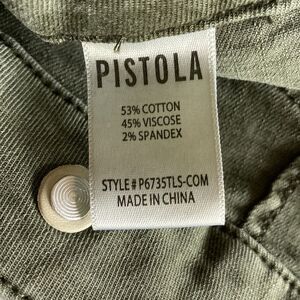 PISTOLA
53% COTTON
45% VISCOSE
2% SPANDEX
STYLE# P6735TLS-COM
MADE IN CHINA